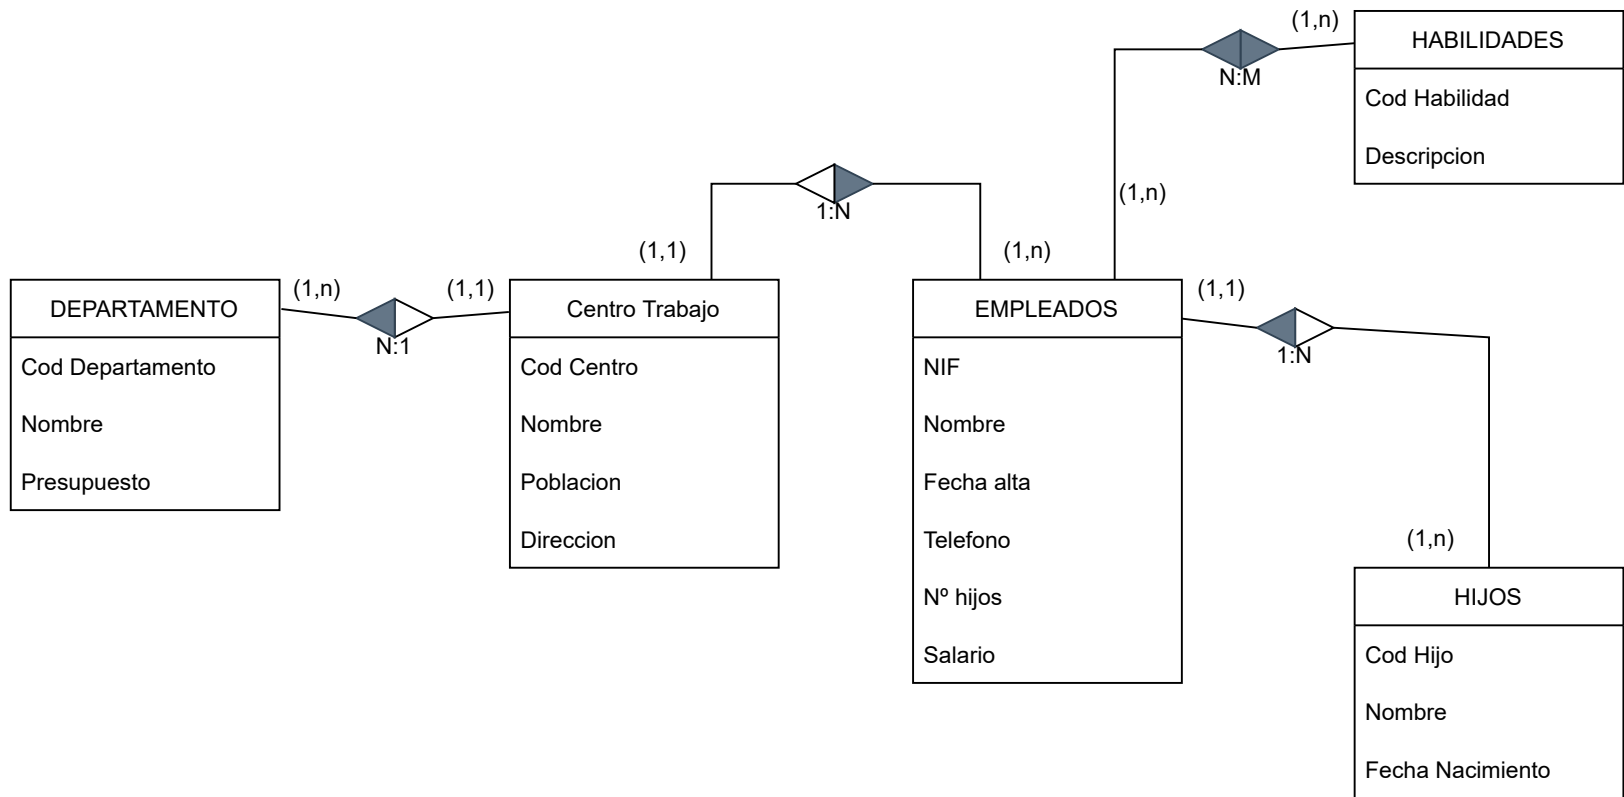 (1,n)
HABILIDADES
N:M
Cod Habilidad
Descripcion
(1,n)
1:N
(1,1)
(1,n)
DEPARTAMENTO
(1,n)
(1,1)
N:1
Centro Trabajo
EMPLEADOS
(1,1)
1:N
Cod Departamento
Nombre
Presupuesto
Cod Centro
Nombre
Poblacion
Direccion
NIF
Nombre
Fecha alta
Telefono
Nº hijos
Salario
(1,n)
HIJOS
Cod Hijo
Nombre
Fecha Nacimiento